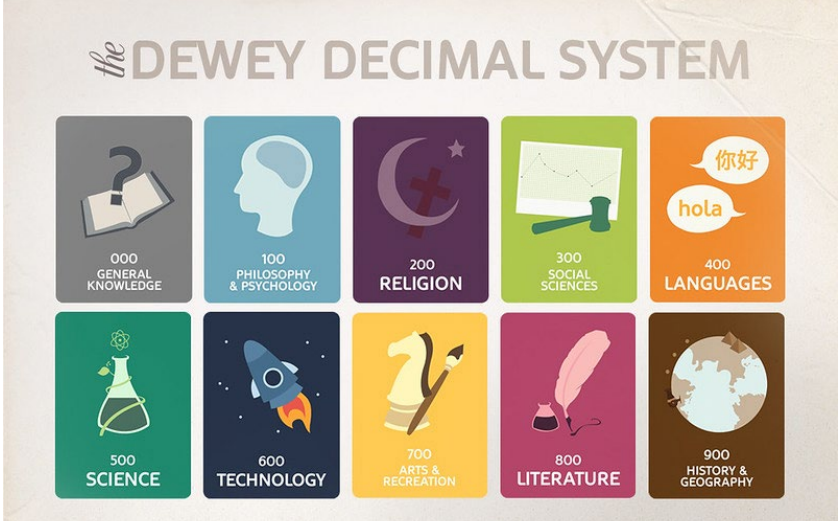 the DEWEY DECIMAL SYSTEM
000
GENERAL
KNOWLEDGE
100
PHILOSOPHY
& PSYCHOLOGY
200
RELIGION
300
SOCIAL
SCIENCES
你好
hola
400
LANGUAGES
500
SCIENCE
600
TECHNOLOGY
700
ARTS &
RECREATION
800
LITERATURE
900
HISTORY &
GEOGRAPHY